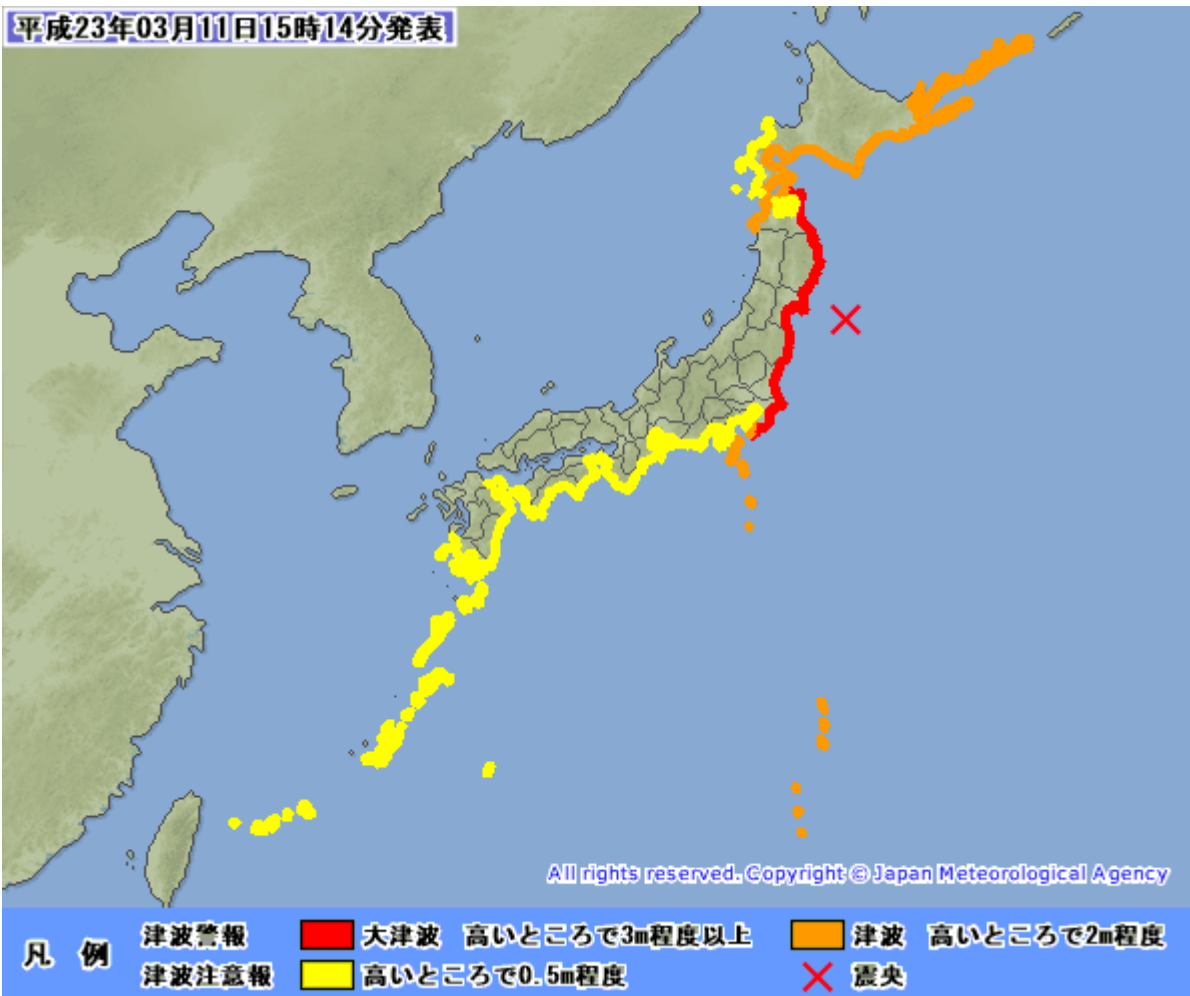 平成23年03月11日15時14分発表
All rights reserved. Copyright © Japan Meteorological Agency
凡 例
津波警報 大津波 高いところで3m程度以上 津波 高いところで2m程度
津波注意報 高いところで0.5m程度 震央